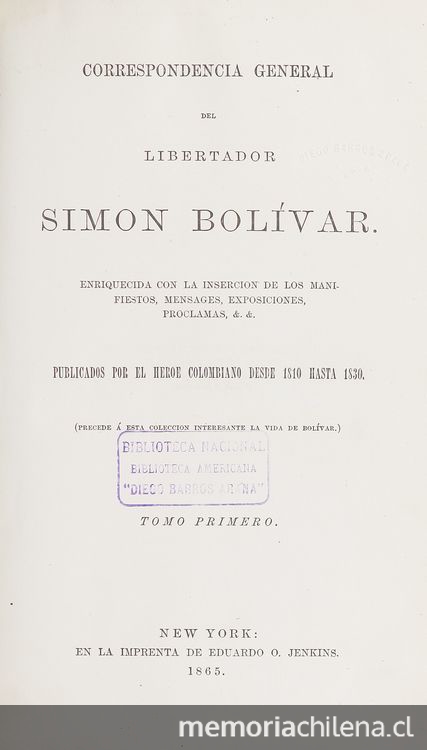 CORRESPONDENCIA GENERAL
DEL
LIBERTADOR
SIMON BOLÍVAR.
ENRIQUECIDA CON LA INSERCION DE LOS MANI-
FIESTOS, MENSAGES, EXPOSICIONES,
PROCLAMAS, &. &.
PUBLICADOS POR EL HEROE COLOMBIANO DESDE 1810 HASTA 1830.
(PRECEDE Á ESTA COLECCION INTERESANTE LA VIDA DE BOLÍVAR.)
BIBLIOTECA NACIONAL
BIBLIOTECA AMERICANA
"DIEGO BARROS ARANA"
TOMO PRIMERO.
NEW YORK:
EN LA IMPRENTA DE EDUARDO O. JENKINS.
1865.
memoriachilena.cl